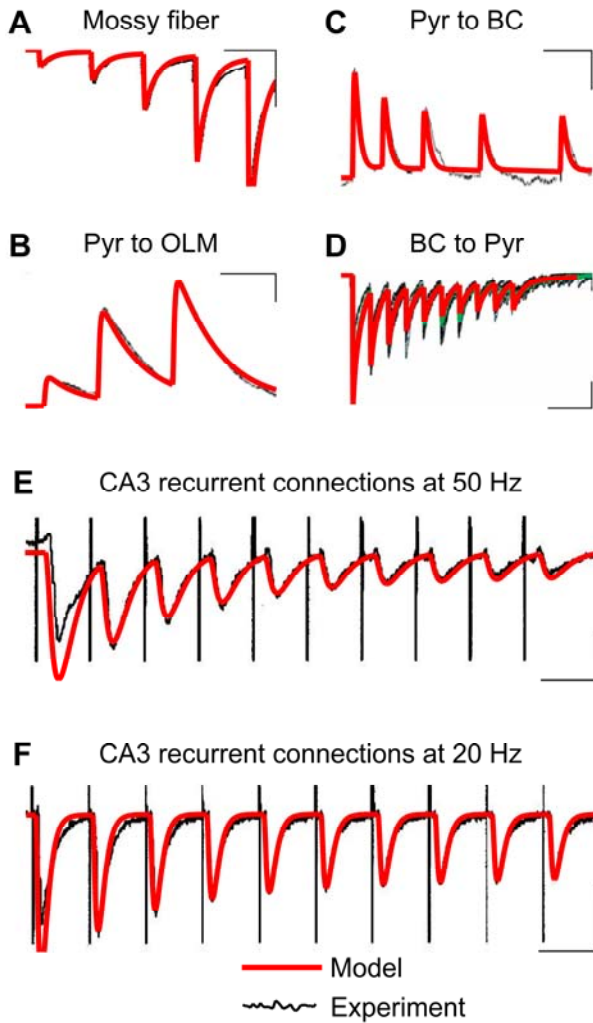 A Mossy fiber
C Pyr to BC
B Pyr to OLM
D BC to Pyr
E CA3 recurrent connections at 50 Hz
F CA3 recurrent connections at 20 Hz
Model
Experiment